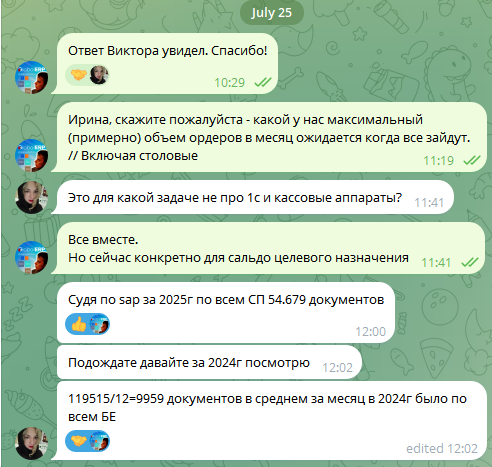 July 25
Ответ Виктора увидел. Спасибо!
10:29
Ирина, скажите пожалуйста - какой у нас максимальный
(примерно) объем ордеров в месяц ожидается когда все зайдут.
// Включая столовые
11:19
Это для какой задаче не про 1с и кассовые аппараты?
11:41
Все вместе.
Но сейчас конкретно для сальдо целевого назначения
11:41
Судя по sap за 2025г по всем СП 54.679 документов
12:00
Подождате давайте за 2024г посмотрю
12:02
119515/12=9959 документов в среднем за месяц в 2024г было по
всем БЕ
edited 12:02